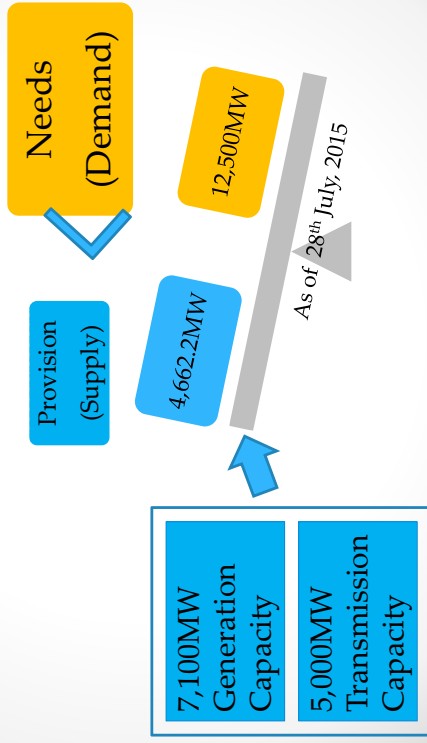 Provision
(Supply)
Needs
(Demand)
7,100MW
Generation
Capacity
5,000MW
Transmission
Capacity
4,662.2MW
12,500MW
As of 28th July, 2015